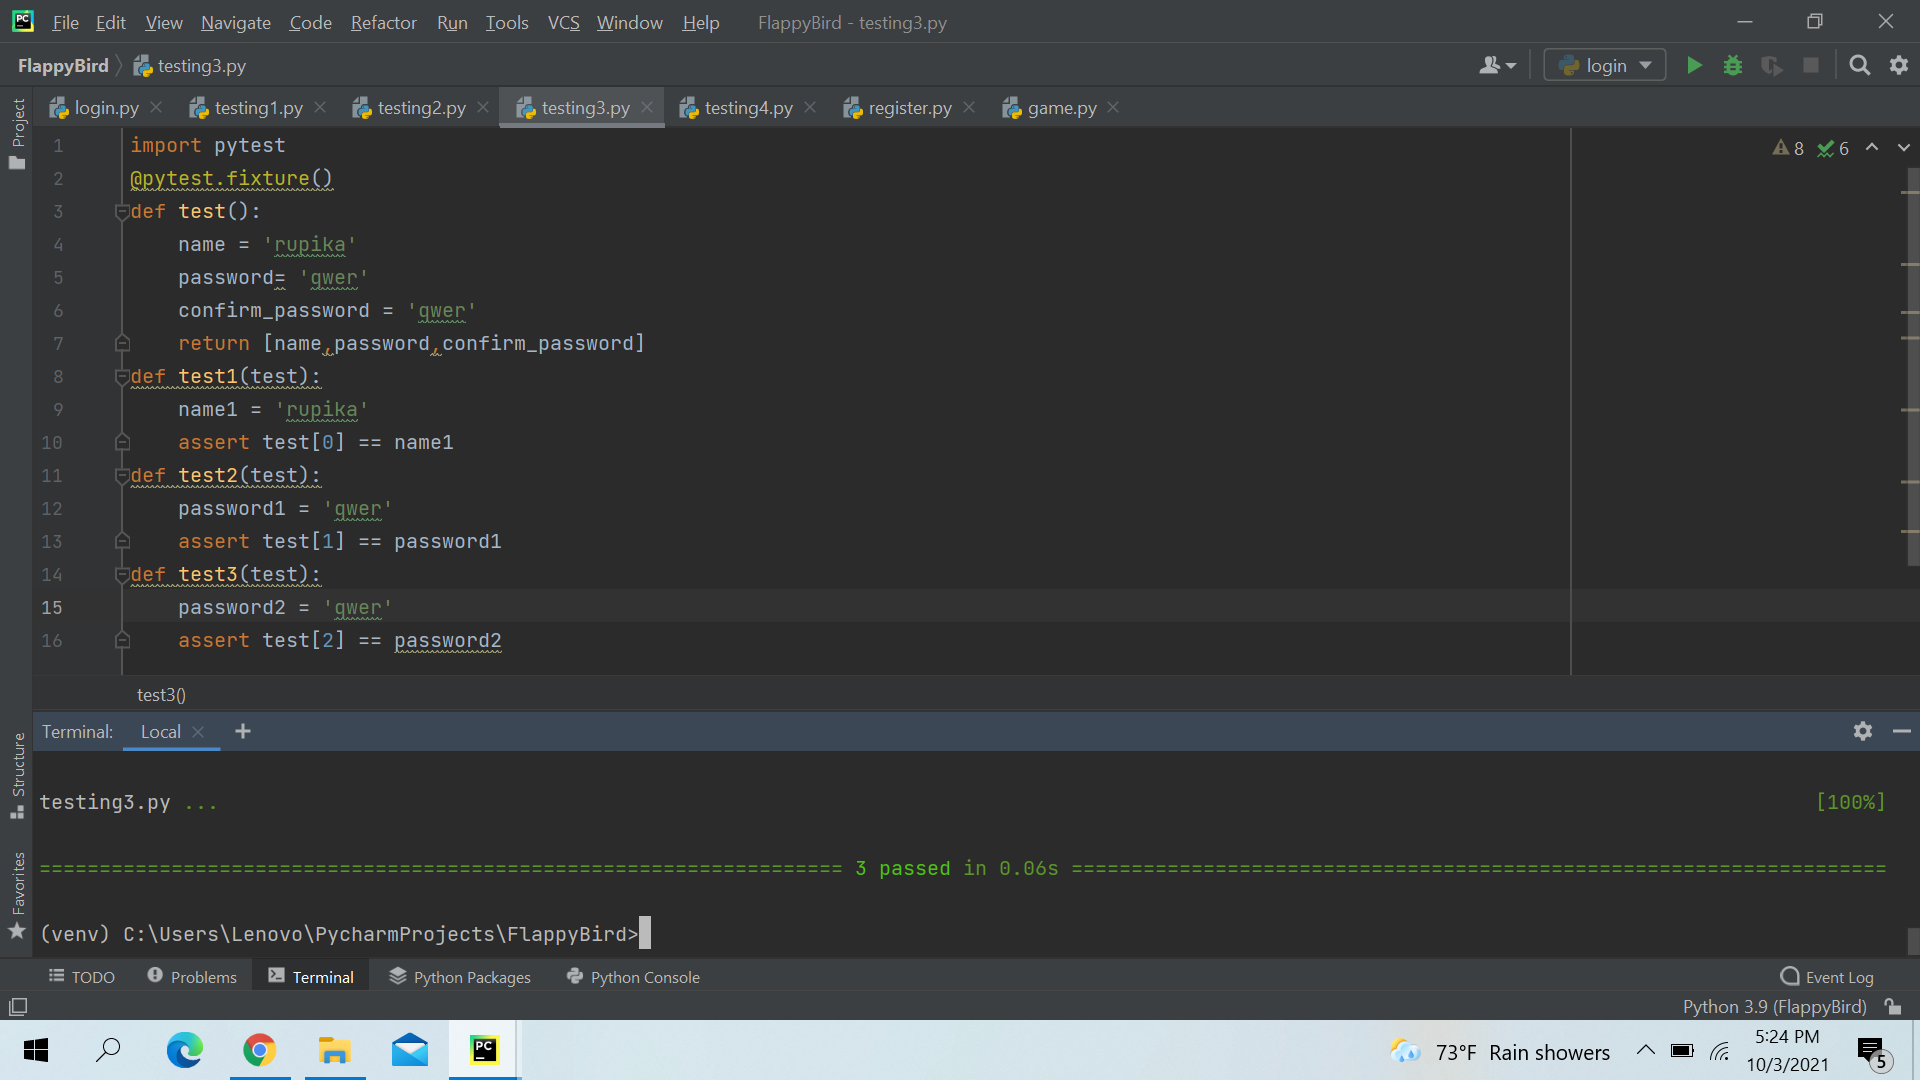 PC File Edit View Navigate Code Refactor Run Tools VCS Window Help FlappyBird - testing3.py
FlappyBird testing3.py login
login.py testing1.py testing2.py testing3.py testing4.py register.py game.py
Project
8 6
1 import pytest
2 @pytest.fixture()
3 def test():
4 name = 'rupika'
5 password= 'qwer'
6 confirm_password = 'qwer'
7 return [name,password,confirm_password]
8 def test1(test):
9 name1 = 'rupika'
10 assert test[0] == name1
11 def test2(test):
12 password1 = 'qwer'
13 assert test[1] == password1
14 def test3(test):
15 password2 = 'qwer'
16 assert test[2] == password2
test3()
Terminal: Local +
Structure
testing3.py ... [100%]
=================================================================== 3 passed in 0.06s ====================================================================
Favorites
(venv) C:\Users\Lenovo\PycharmProjects\FlappyBird>
TODO Problems Terminal Python Packages Python Console Event Log
Python 3.9 (FlappyBird)
PC
73°F Rain showers
5:24 PM
10/3/2021
5